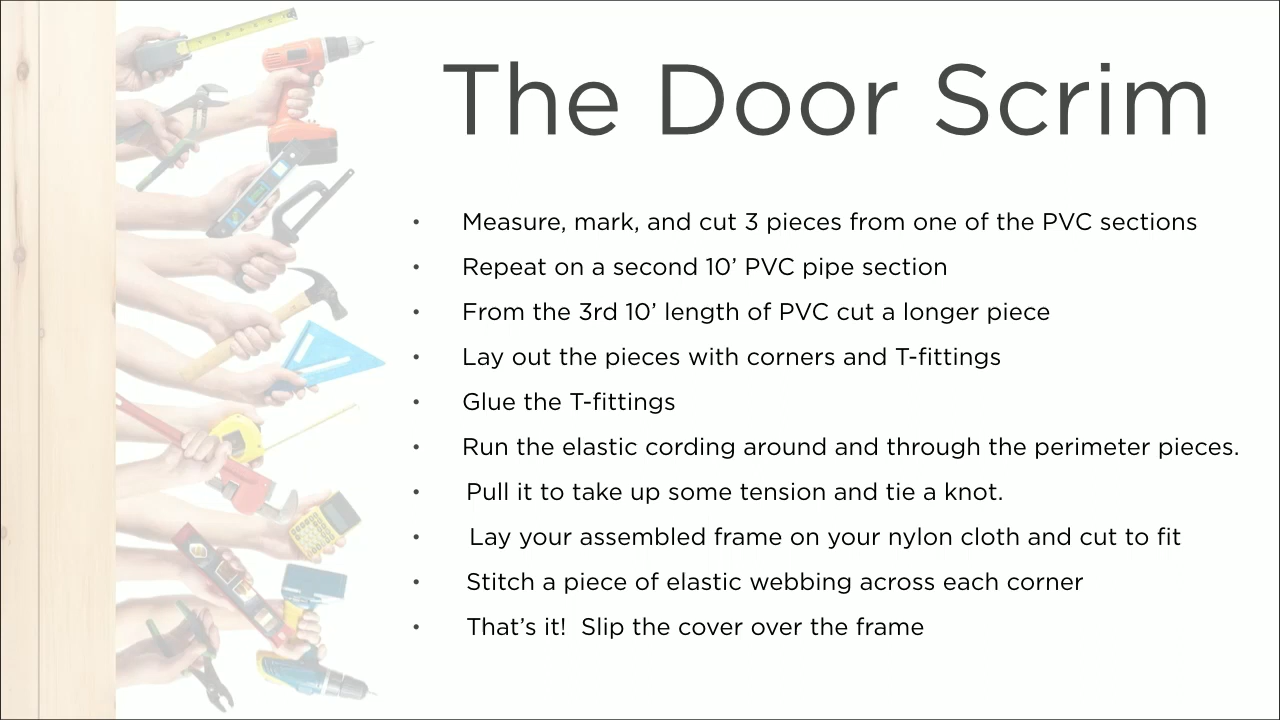 The Door Scrim
• Measure, mark, and cut 3 pieces from one of the PVC sections
• Repeat on a second 10’ PVC pipe section
• From the 3rd 10’ length of PVC cut a longer piece
• Lay out the pieces with corners and T-fittings
• Glue the T-fittings
• Run the elastic cording around and through the perimeter pieces.
• Pull it to take up some tension and tie a knot.
• Lay your assembled frame on your nylon cloth and cut to fit
• Stitch a piece of elastic webbing across each corner
• That’s it!  Slip the cover over the frame